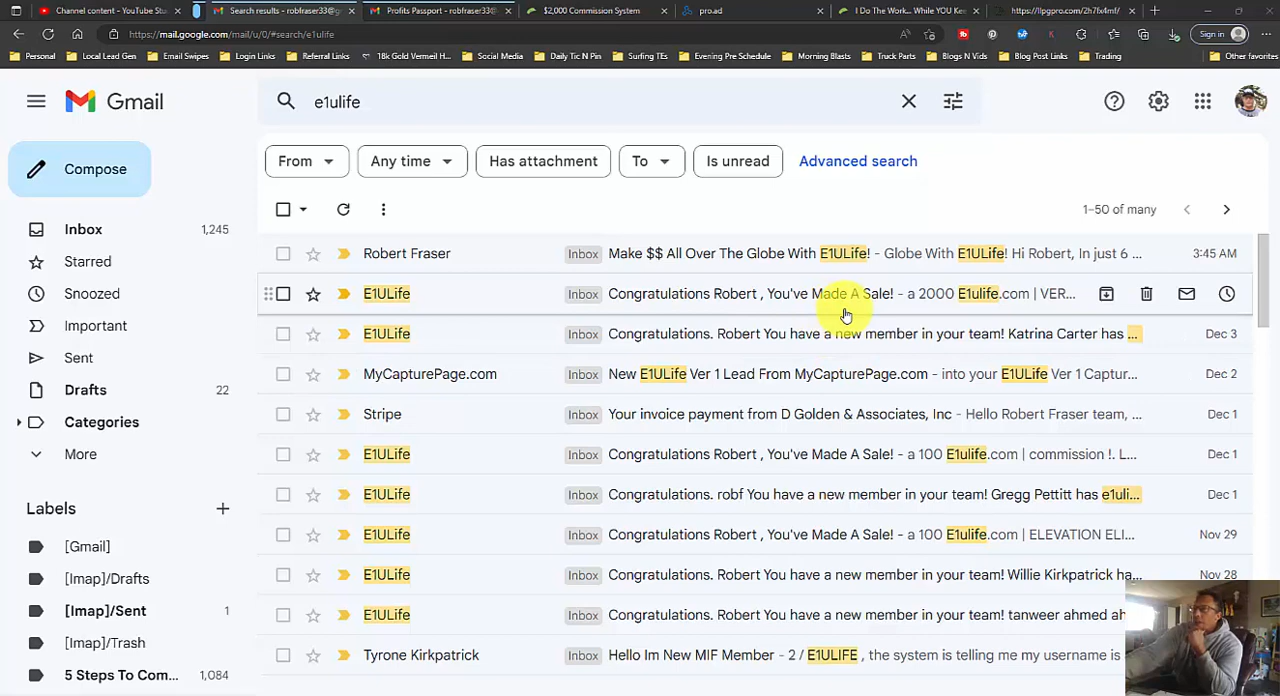 Channel content - YouTube Stu
Search results - robfraser33@g
Profits Passport - robfraser33@
$2,000 Commission System
pro.ad
I Do The Work... While YOU Kee
https://llpgpro.com/2h7fx4mf/
https://mail.google.com/mail/u/0/#search/e1ulife
Sign in
Personal
Local Lead Gen
Email Swipes
Login Links
Referral Links
18k Gold Vermeil H...
Social Media
Daily Tic N Pin
Surfing TEs
Evening Pre Schedule
Morning Blasts
Truck Parts
Blogs N Vids
Blog Post Links
Trading
Other favorites
Gmail
e1ulife
Compose
From
Any time
Has attachment
To
Is unread
Advanced search
1–50 of many
Inbox 1,245
Starred
Snoozed
Important
Sent
Drafts 22
Categories
More
Labels
[Gmail]
[Imap]/Drafts
[Imap]/Sent 1
[Imap]/Trash
5 Steps To Com... 1,084
Robert Fraser Inbox Make $$ All Over The Globe With E1ULife! - Globe With E1ULife! Hi Robert, In just 6 ... 3:45 AM
E1ULife Inbox Congratulations Robert , You've Made A Sale! - a 2000 E1ulife.com | VER...
E1ULife Inbox Congratulations. Robert You have a new member in your team! Katrina Carter has ... Dec 3
MyCapturePage.com Inbox New E1ULife Ver 1 Lead From MyCapturePage.com - into your E1ULife Ver 1 Captur... Dec 2
Stripe Inbox Your invoice payment from D Golden & Associates, Inc - Hello Robert Fraser team, ... Dec 1
E1ULife Inbox Congratulations Robert , You've Made A Sale! - a 100 E1ulife.com | commission !. L... Dec 1
E1ULife Inbox Congratulations. robf You have a new member in your team! Gregg Pettitt has e1uli... Dec 1
E1ULife Inbox Congratulations Robert , You've Made A Sale! - a 100 E1ulife.com | ELEVATION ELI... Nov 29
E1ULife Inbox Congratulations. Robert You have a new member in your team! Willie Kirkpatrick ha... Nov 28
E1ULife Inbox Congratulations. Robert You have a new member in your team! tanweer ahmed ah
Tyrone Kirkpatrick Inbox Hello Im New MIF Member - 2 / E1ULIFE , the system is telling me my username is